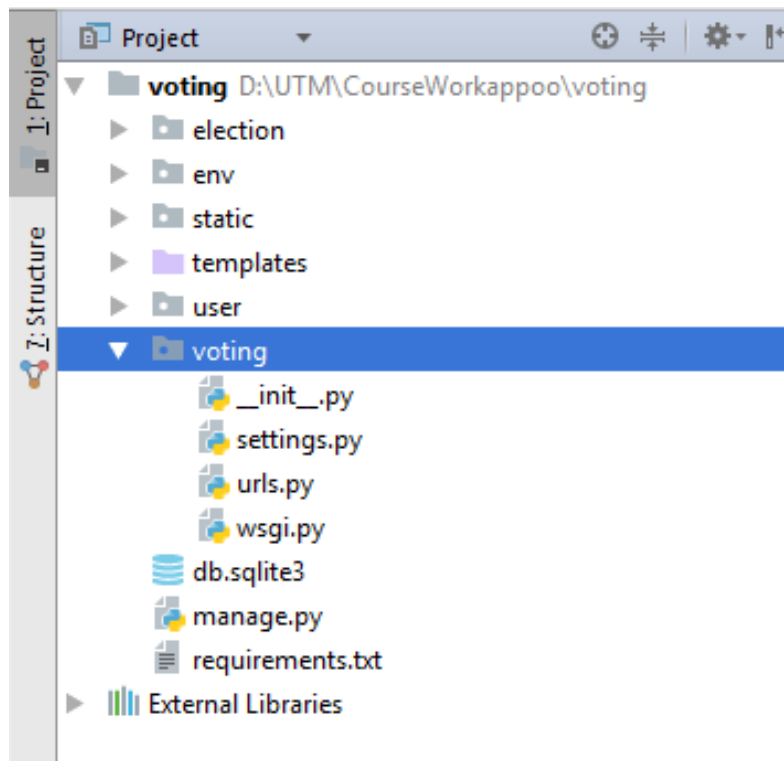 Project
1: Project
7: Structure
voting D:\UTM\CourseWorkappoo\voting
election
env
static
templates
user
voting
__init__.py
settings.py
urls.py
wsgi.py
db.sqlite3
manage.py
requirements.txt
External Libraries